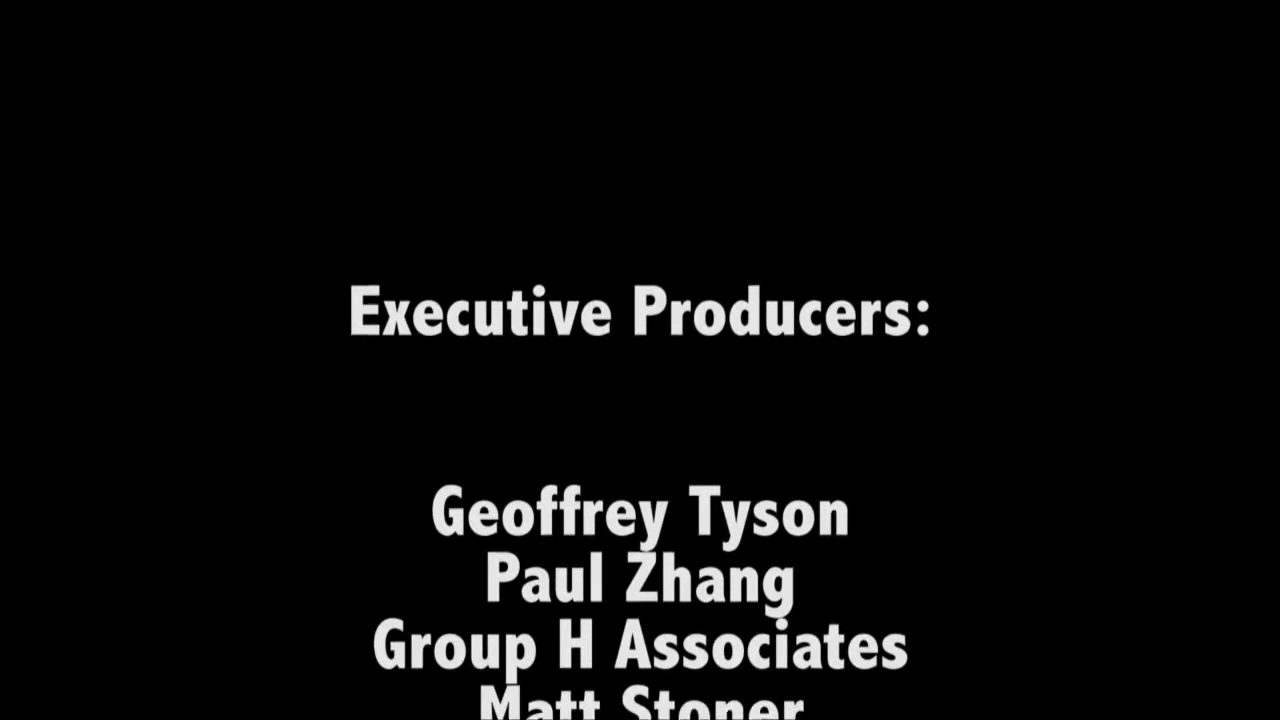 Executive Producers:
Geoffrey Tyson
Paul Zhang
Group H Associates
Matt Stoner